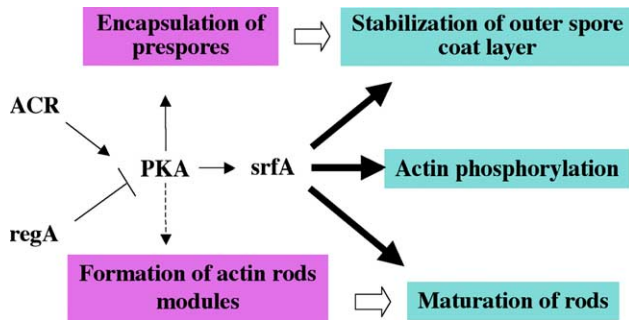 Encapsulation of
prespores
Stabilization of outer spore
coat layer
ACR
PKA
srfA
Actin phosphorylation
regA
Formation of actin rods
modules
Maturation of rods